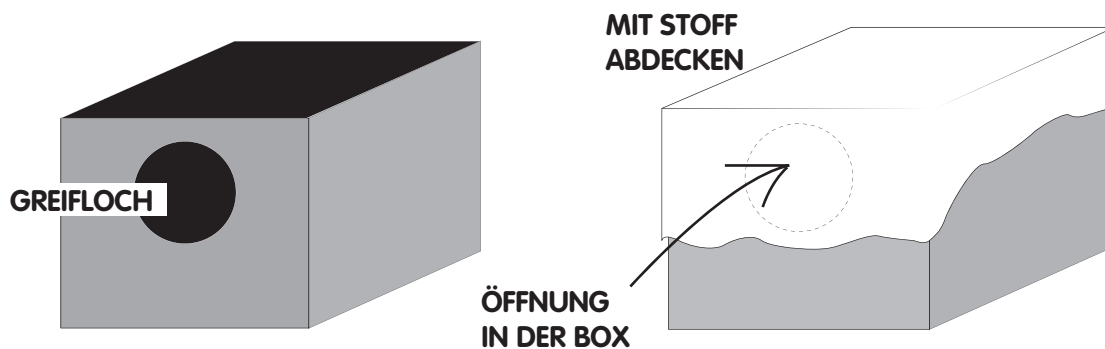 GREIFLOCH
MIT STOFF
ABDECKEN
ÖFFNUNG
IN DER BOX